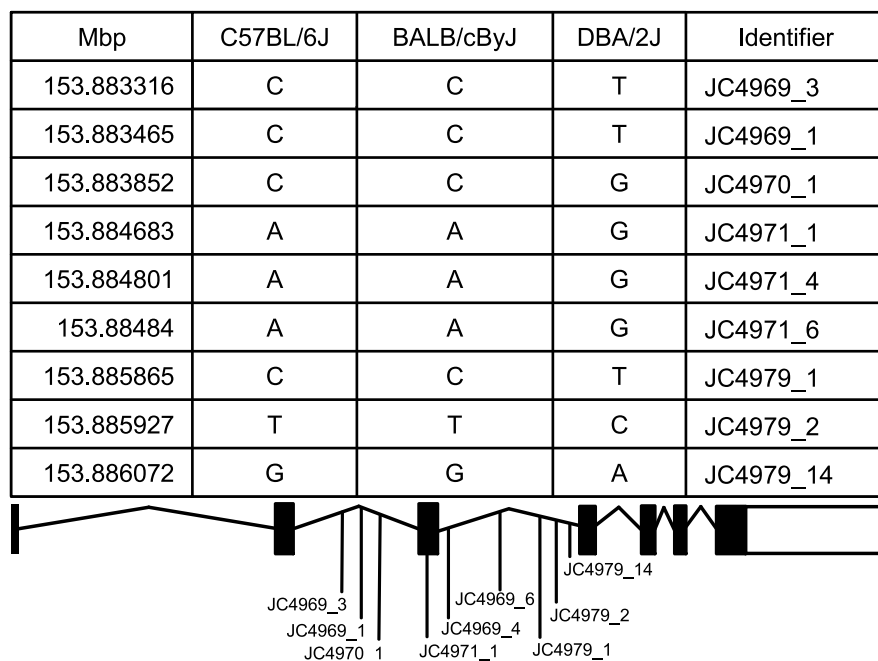 Mbp C57BL/6J BALB/cByJ DBA/2J Identifier
153.883316 C C T JC4969_3
153.883465 C C T JC4969_1
153.883852 C C G JC4970_1
153.884683 A A G JC4971_1
153.884801 A A G JC4971_4
153.88484 A A G JC4971_6
153.885865 C C T JC4979_1
153.885927 T T C JC4979_2
153.886072 G G A JC4979_14
JC4979_14
JC4969_3 JC4969_6
JC4979_2
JC4969_1 JC4969_4
JC4970 1 JC4971_1 JC4979_1